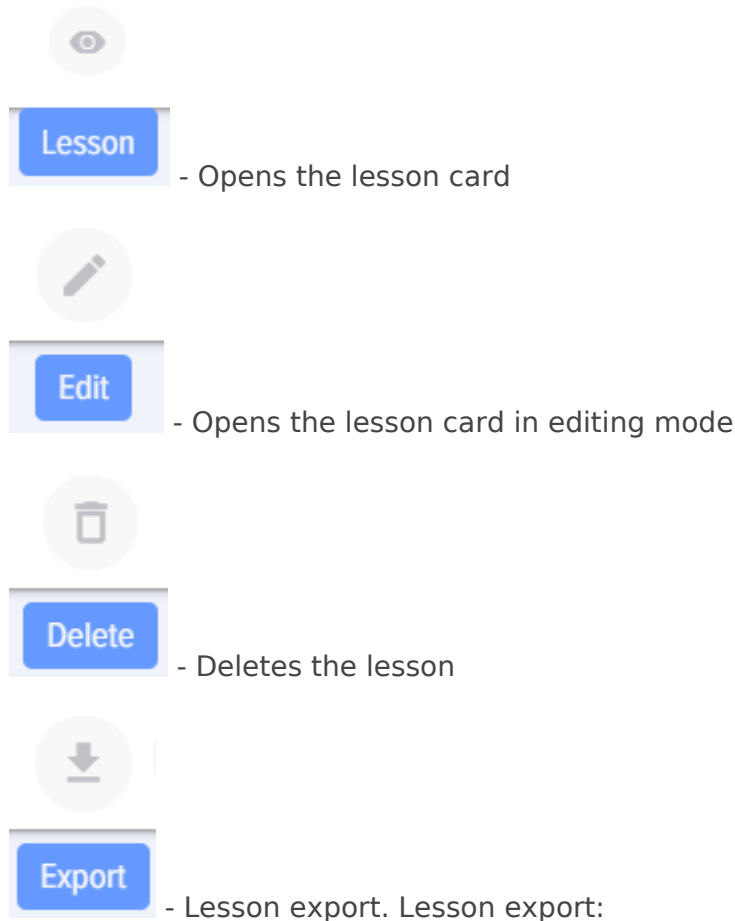 Lesson - Opens the lesson card
Edit - Opens the lesson card in editing mode
Delete - Deletes the lesson
Export - Lesson export. Lesson export: